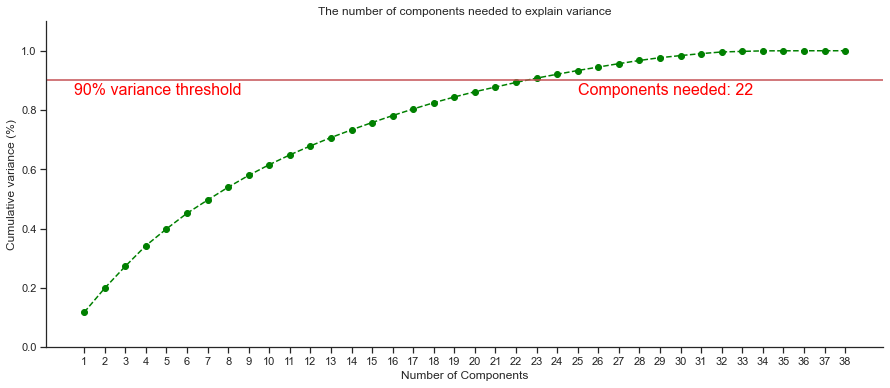 The number of components needed to explain variance
1.0
90% variance threshold Components needed: 22
0.8
0.6
0.4
0.2
0.0
Cumulative variance (%)
1 2 3 4 5 6 7 8 9 10 11 12 13 14 15 16 17 18 19 20 21 22 23 24 25 26 27 28 29 30 31 32 33 34 35 36 37 38
Number of Components